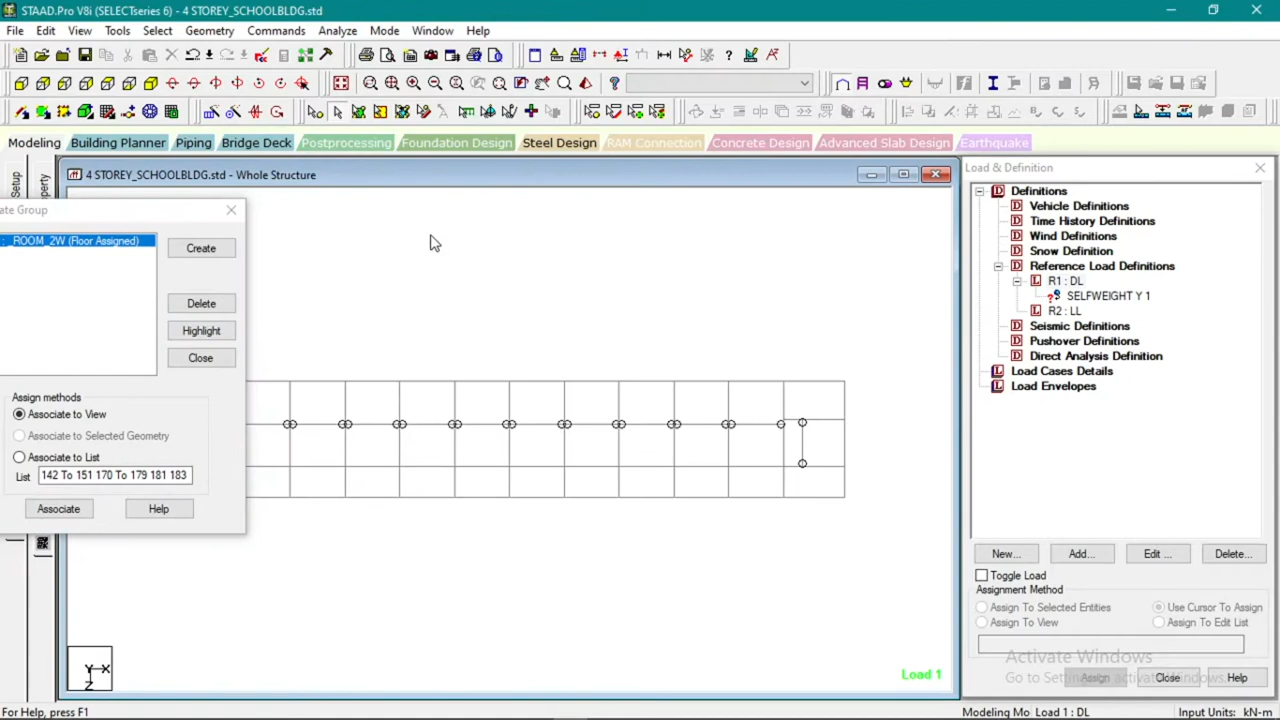 STAAD.Pro V8i (SELECTseries 6) - 4 STOREY_SCHOOLBLDG.std
File Edit View Tools Select Geometry Commands Analyze Mode Window Help
Modeling Building Planner Piping Bridge Deck Postprocessing Foundation Design Steel Design RAM Connection Concrete Design Advanced Slab Design Earthquake
Setup
4 STOREY_SCHOOLBLDG.std - Whole Structure
Load & Definition
ate Group
: _ROOM_2W (Floor Assigned)
Create
Delete
Highlight
Close
Assign methods
Associate to View
Associate to Selected Geometry
Associate to List
List 142 To 151 170 To 179 181 183
Associate Help
Definitions
Vehicle Definitions
Time History Definitions
Wind Definitions
Snow Definition
Reference Load Definitions
R1 : DL
SELFWEIGHT Y 1
R2 : LL
Seismic Definitions
Pushover Definitions
Direct Analysis Definition
Load Cases Details
Load Envelopes
New... Add... Edit ... Delete...
Toggle Load
Assignment Method
Assign To Selected Entities Use Cursor To Assign
Assign To View Assign To Edit List
Activate Windows
Go to Settings to activate Windows.
Assign Close Help
Y X
Z
Load 1
For Help, press F1 Modeling Mo Load 1 : DL Input Units: kN-m